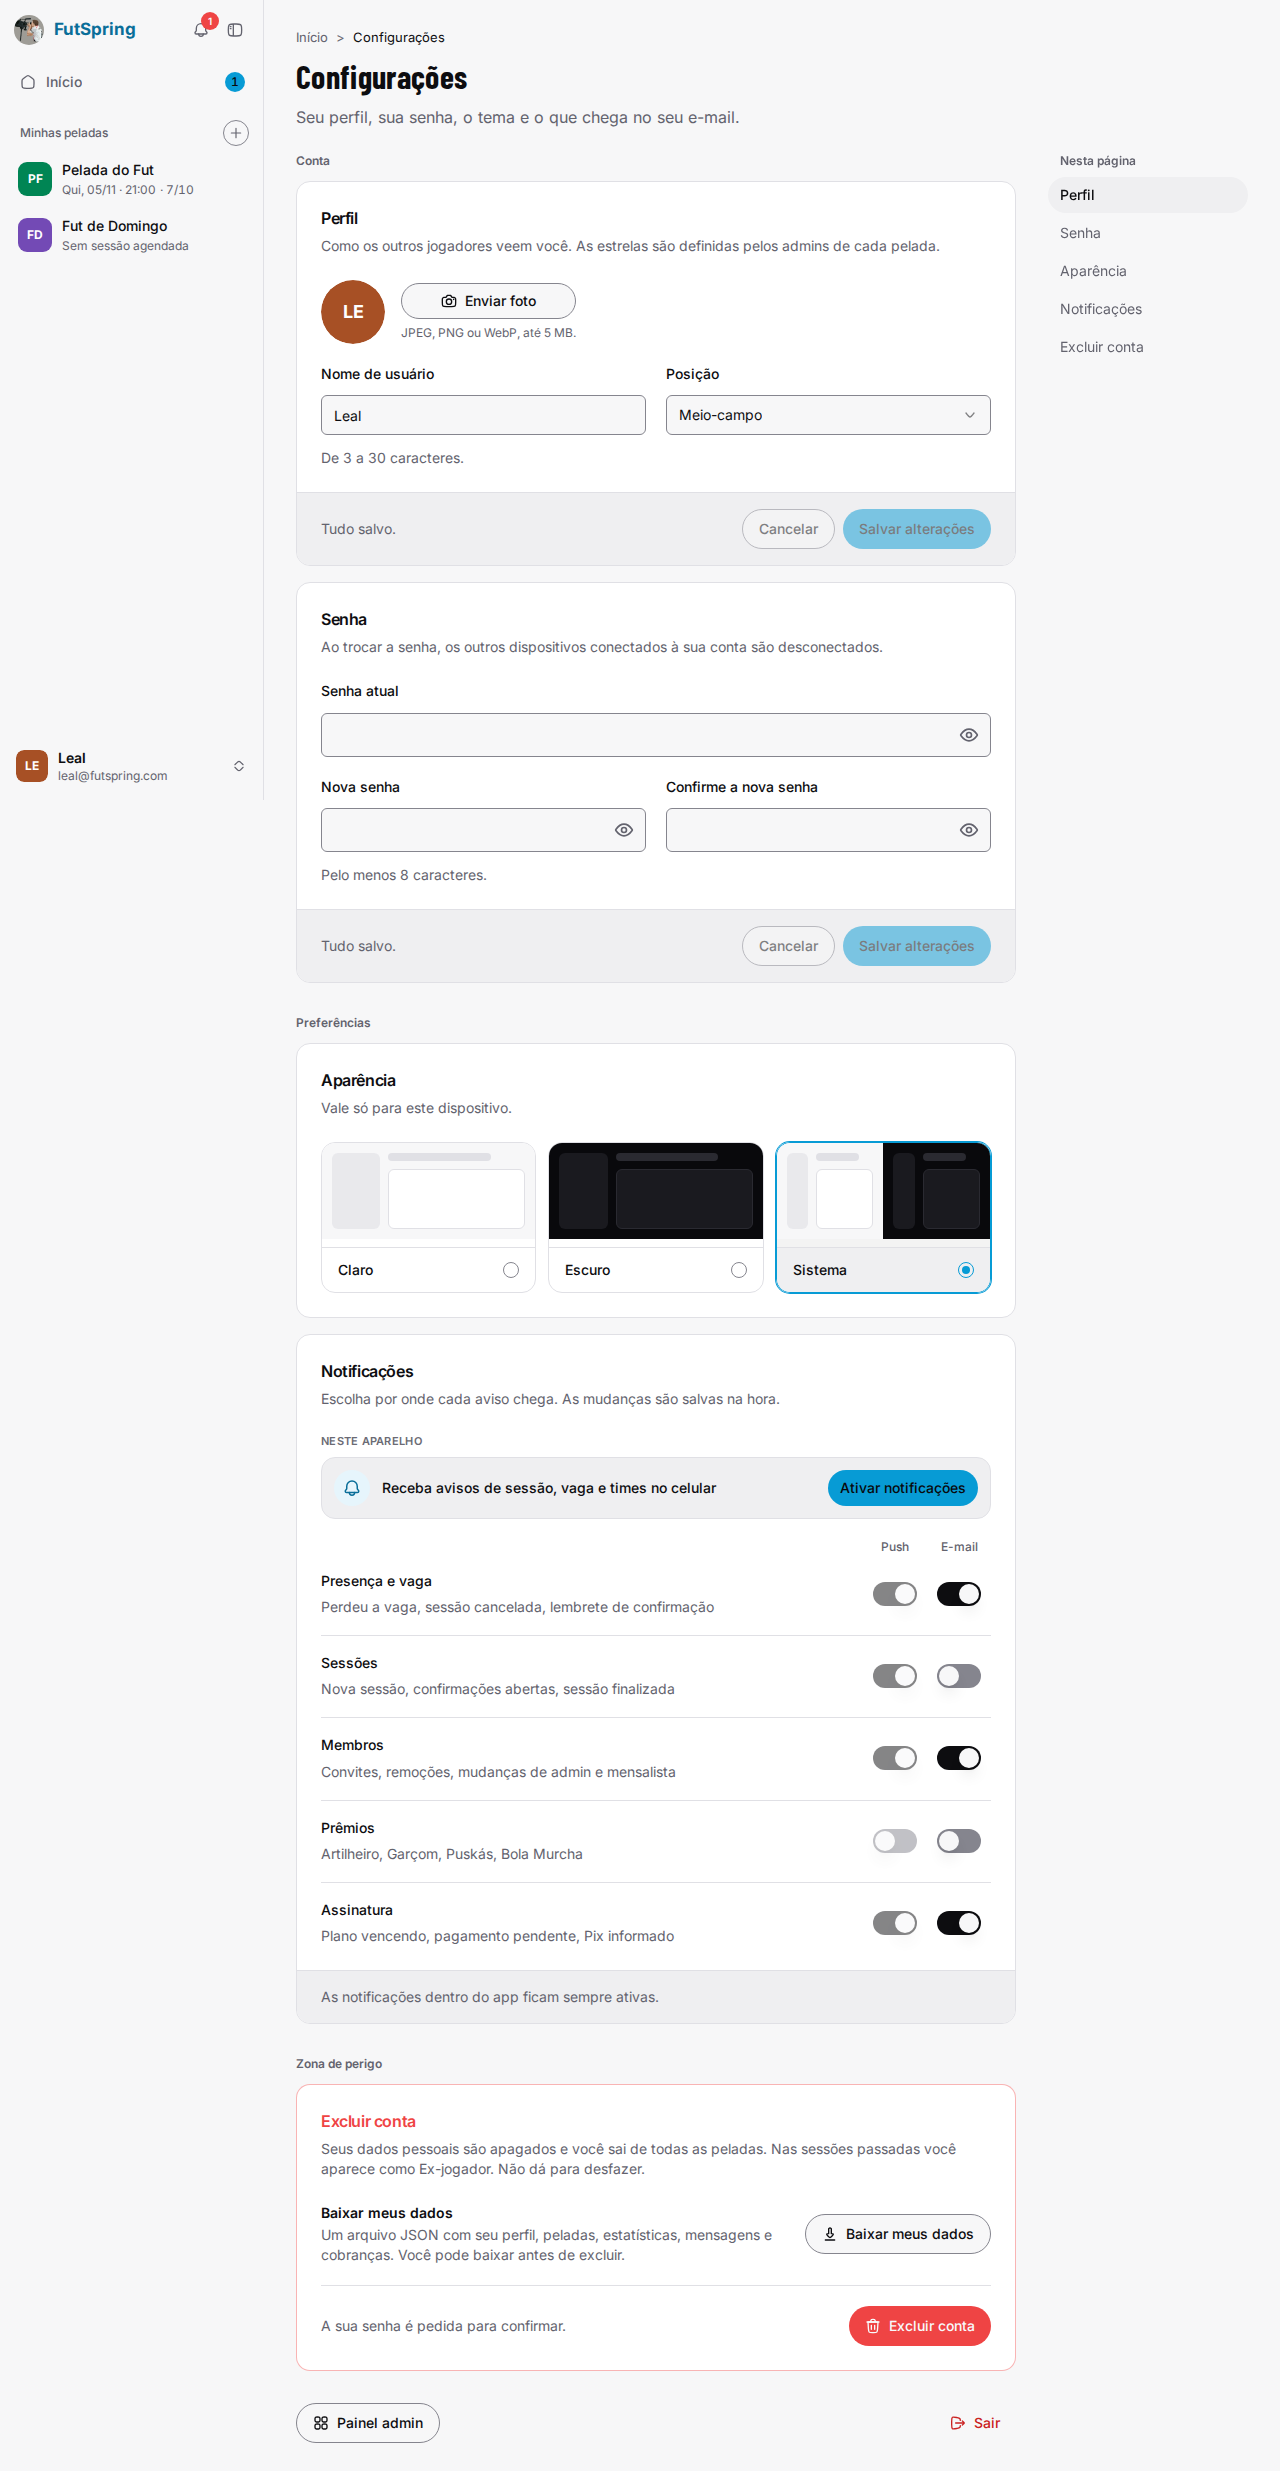 FutSpring
1
Início
1
Minhas peladas
PF
Pelada do Fut
Qui, 05/11 · 21:00 · 7/10
FD
Fut de Domingo
Sem sessão agendada
LE
Leal
leal@futspring.com
Início > Configurações
Configurações
Seu perfil, sua senha, o tema e o que chega no seu e-mail.
Conta
Perfil
Como os outros jogadores veem você. As estrelas são definidas pelos admins de cada pelada.
LE
Enviar foto
JPEG, PNG ou WebP, até 5 MB.
Nome de usuário
Posição
Leal
Meio-campo
De 3 a 30 caracteres.
Tudo salvo.
Cancelar
Salvar alterações
Senha
Ao trocar a senha, os outros dispositivos conectados à sua conta são desconectados.
Senha atual
Nova senha
Confirme a nova senha
Pelo menos 8 caracteres.
Tudo salvo.
Cancelar
Salvar alterações
Preferências
Aparência
Vale só para este dispositivo.
Claro
Escuro
Sistema
Notificações
Escolha por onde cada aviso chega. As mudanças são salvas na hora.
NESTE APARELHO
Receba avisos de sessão, vaga e times no celular
Ativar notificações
Push
E-mail
Presença e vaga
Perdeu a vaga, sessão cancelada, lembrete de confirmação
Sessões
Nova sessão, confirmações abertas, sessão finalizada
Membros
Convites, remoções, mudanças de admin e mensalista
Prêmios
Artilheiro, Garçom, Puskás, Bola Murcha
Assinatura
Plano vencendo, pagamento pendente, Pix informado
As notificações dentro do app ficam sempre ativas.
Zona de perigo
Excluir conta
Seus dados pessoais são apagados e você sai de todas as peladas. Nas sessões passadas você
aparece como Ex-jogador. Não dá para desfazer.
Baixar meus dados
Um arquivo JSON com seu perfil, peladas, estatísticas, mensagens e
cobranças. Você pode baixar antes de excluir.
Baixar meus dados
A sua senha é pedida para confirmar.
Excluir conta
Painel admin
Sair
Nesta página
Perfil
Senha
Aparência
Notificações
Excluir conta